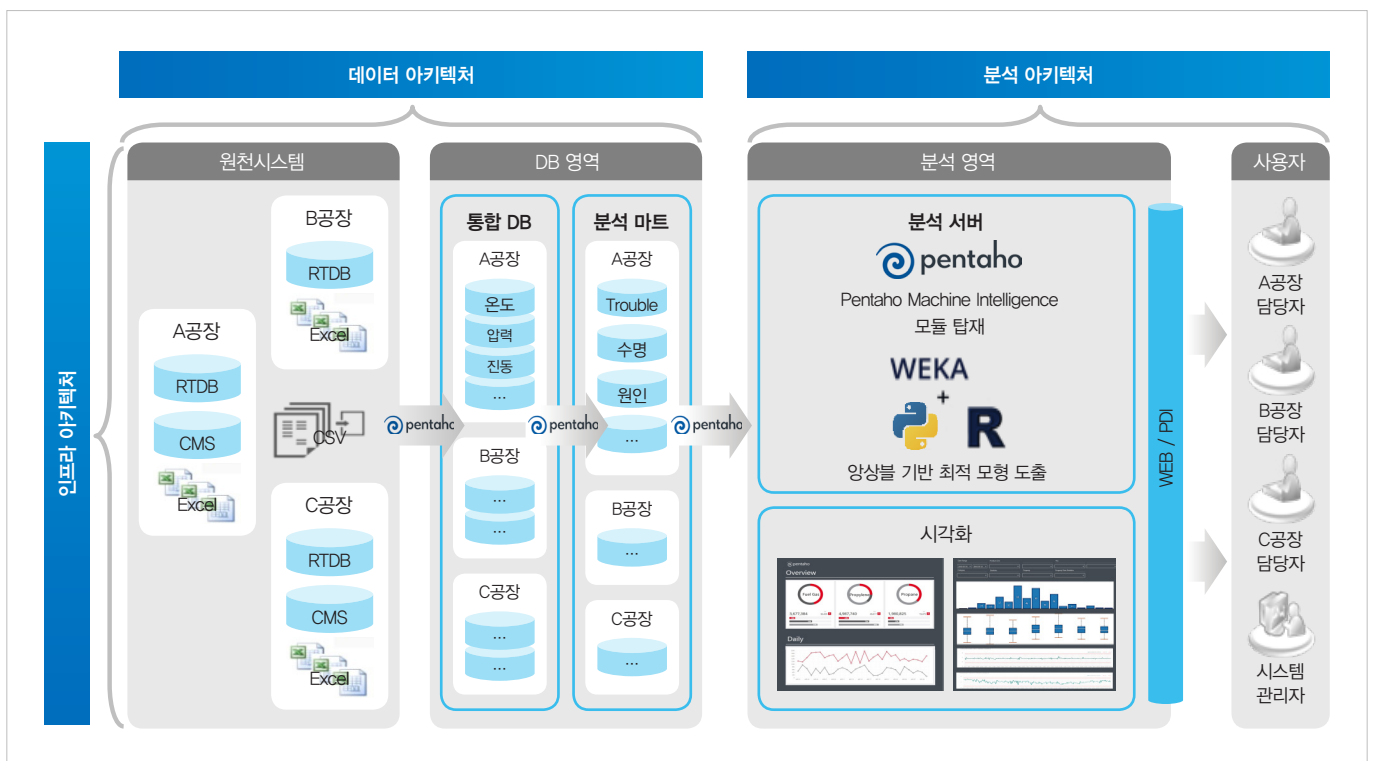 데이터 아키텍처
분석 아키텍처
인프라 아키텍처
원천시스템
A공장
RTDB
CMS
Excel
B공장
RTDB
Excel
CSV
C공장
RTDB
CMS
Excel
pentaho
DB 영역
통합 DB
A공장
온도
압력
진동
...
B공장
...
...
C공장
...
...
pentaho
분석 마트
A공장
Trouble
수명
원인
...
B공장
...
C공장
...
pentaho
분석 영역
분석 서버
pentaho
Pentaho Machine Intelligence
모듈 탑재
WEKA
+
R
앙상블 기반 최적 모형 도출
시각화
pentaho
Overview
Fuel Gas
Propylene
Propane
Daily
WEB / PDI
사용자
A공장
담당자
B공장
담당자
C공장
담당자
시스템
관리자